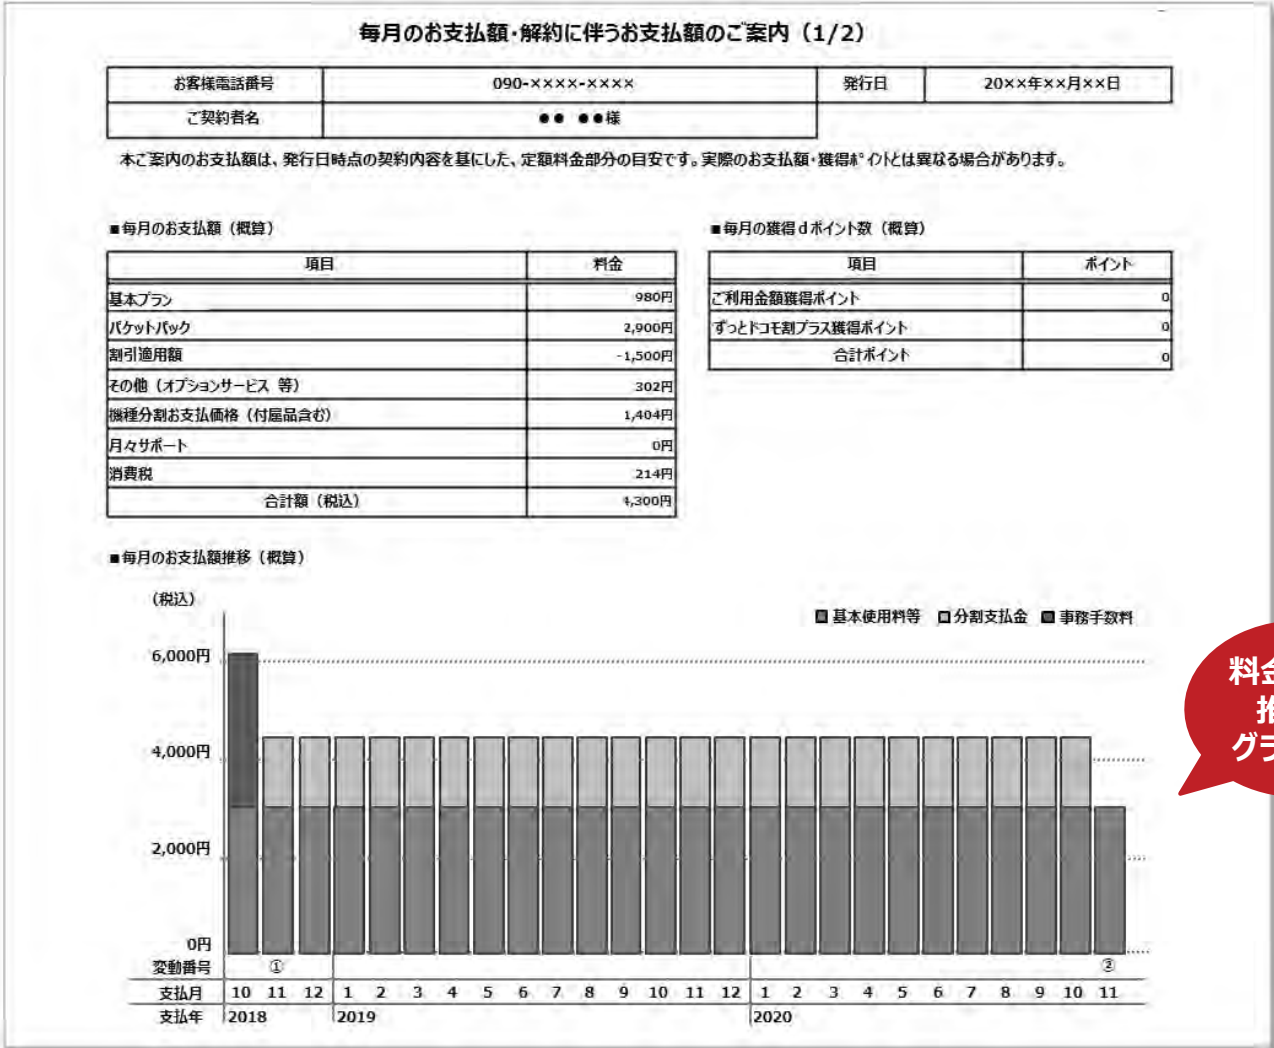 毎月のお支払額・解約に伴うお支払額のご案内（1/2）
お客様電話番号 090-××××-×××× 発行日 20××年××月××日
ご契約者名 ●● ●●様
本ご案内のお支払額は、発行日時点の契約内容を基にした、定額料金部分の目安です。実際のお支払額・獲得ポイントとは異なる場合があります。
■毎月のお支払額（概算）
項目 料金
基本プラン 980円
パケットパック 2,900円
割引適用額 -1,500円
その他（オプションサービス 等） 302円
機種分割お支払価格（付属品含む） 1,404円
月々サポート 0円
消費税 214円
合計額（税込） 4,300円
■毎月の獲得ｄポイント数（概算）
項目 ポイント
ご利用金額獲得ポイント 0
ずっとドコモ割プラス獲得ポイント 0
合計ポイント 0
■毎月のお支払額推移（概算）
（税込）
■基本使用料等 □分割支払金 ■事務手数料
6,000円
4,000円
2,000円
0円
変動番号 ① ②
支払月 10 11 12 1 2 3 4 5 6 7 8 9 10 11 12 1 2 3 4 5 6 7 8 9 10 11
支払年 2018 2019 2020
料金
推
グラ